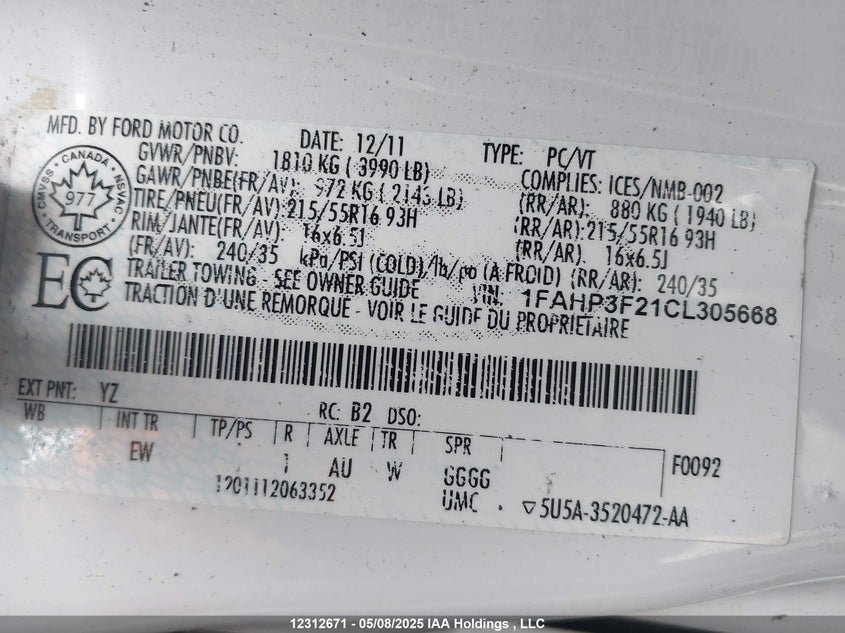 MFD. BY FORD MOTOR CO. DATE: 12/11 TYPE: PC/VT
GVWR/PNBV: 1810 KG ( 3990 LB) COMPLIES: ICES/NMB-002
GAWR/PNBE(FR/AV): 972 KG ( 2143 LB) (RR/AR): 880 KG ( 1940 LB)
TIRE/PNEU(FR/AV):215/55R16 93H (RR/AR):215/55R16 93H
RIM/JANTE(FR/AV): 16x6.5J (RR/AR): 16x6.5J
(FR/AV): 240/35 kPa/PSI (COLD)/lb/po (A FROID) (RR/AR): 240/35
TRAILER TOWING - SEE OWNER GUIDE VIN: 1FAHP3F21CL305668
TRACTION D'UNE REMORQUE - VOIR LE GUIDE DU PROPRIETAIRE
CANADA
CMVSS NSVAC
977
TRANSPORT
EC
EXT PNT: YZ RC: B2 DSO:
WB INT TR TP/PS R AXLE TR SPR F0092
EW 1 AU W GGGG
1201112063352 UMC ▽5U5A-3520472-AA
12312671 - 05/08/2025 IAA Holdings , LLC